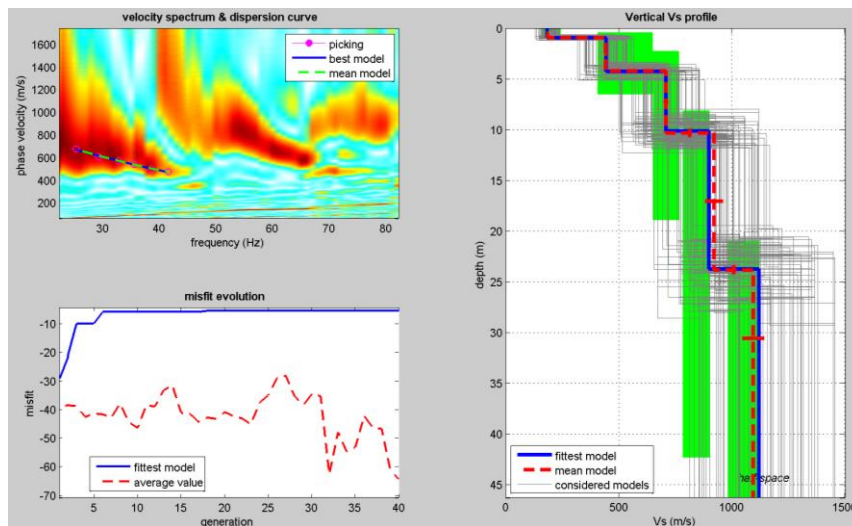 velocity spectrum & dispersion curve
1600
1400
1200
1000
800
600
400
200
phase velocity (m/s)
picking
best model
mean model
30
40
50
60
70
80
frequency (Hz)
misfit evolution
-10
-20
-30
-40
-50
-60
-70
misfit
fittest model
average value
5
10
15
20
25
30
35
40
generation
Vertical Vs profile
0
5
10
15
20
25
30
35
40
45
depth (m)
fittest model
mean model
considered models
space
0
500
1000
1500
Vs (m/s)